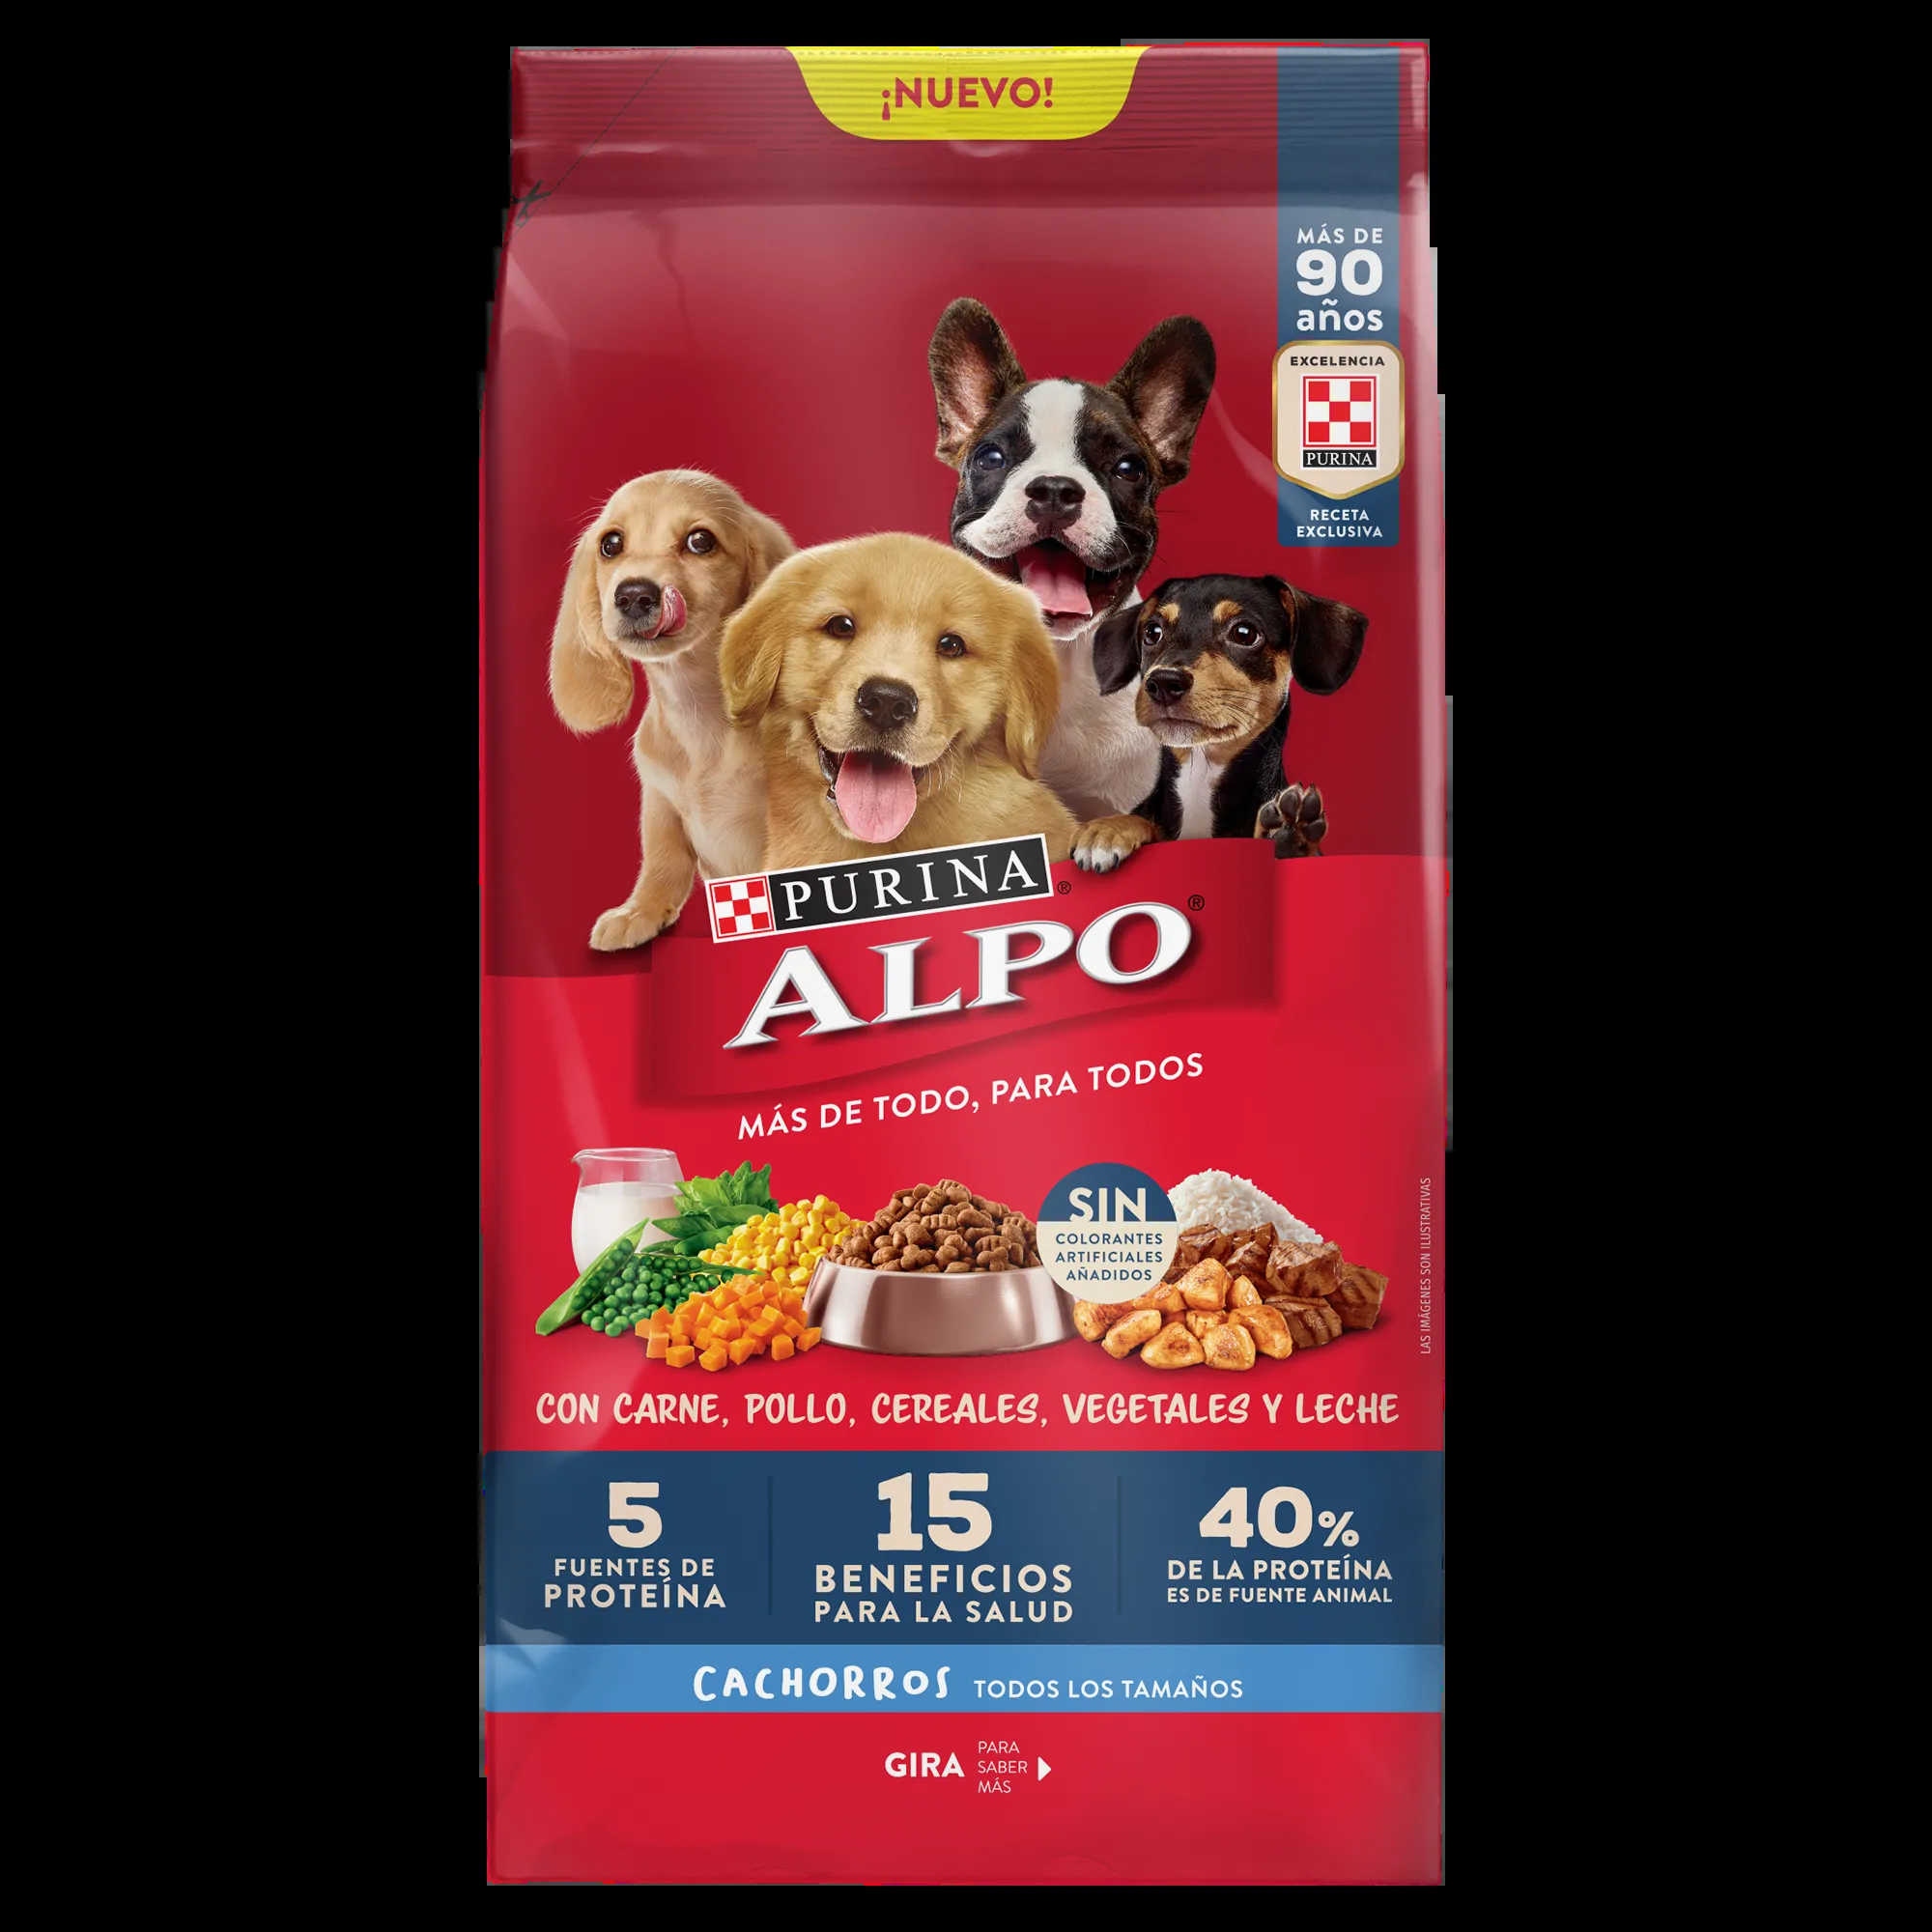 ¡NUEVO!
MÁS DE
90
años
EXCELENCIA
PURINA
RECETA
EXCLUSIVA
PURINA®
ALPO®
MÁS DE TODO, PARA TODOS
SIN
COLORANTES
ARTIFICIALES
AÑADIDOS
LAS IMÁGENES SON ILUSTRATIVAS
CON CARNE, POLLO, CEREALES, VEGETALES Y LECHE
5
FUENTES DE
PROTEÍNA
15
BENEFICIOS
PARA LA SALUD
40%
DE LA PROTEÍNA
ES DE FUENTE ANIMAL
CACHORROS TODOS LOS TAMAÑOS
GIRA
PARA
SABER
MÁS